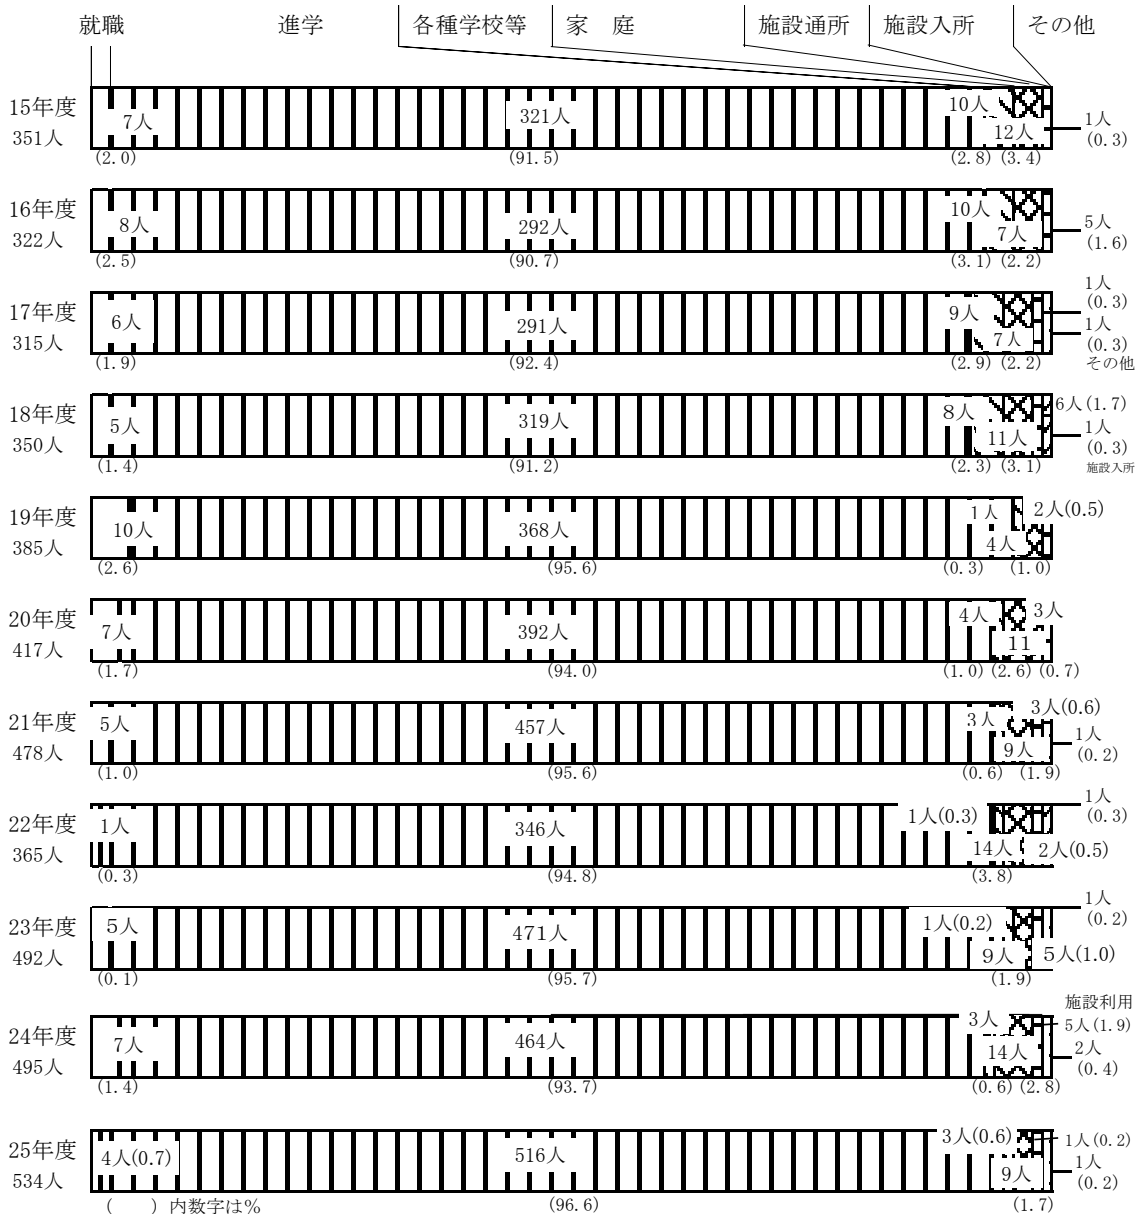 就職 進学 各種学校等 家 庭 施設通所 施設入所 その他
15年度
351人
7人 321人 10人 12人 1人
(0.3)
(2.0) (91.5) (2.8) (3.4)
16年度
322人
8人 292人 10人 7人 5人
(1.6)
(2.5) (90.7) (3.1) (2.2)
17年度
315人
6人 291人 9人 7人 1人
(0.3)
1人
(0.3)
その他
(1.9) (92.4) (2.9) (2.2)
18年度
350人
5人 319人 8人 11人 6人(1.7)
1人
(0.3)
施設入所
(1.4) (91.2) (2.3) (3.1)
19年度
385人
10人 368人 1人 4人 2人(0.5)
(2.6) (95.6) (0.3) (1.0)
20年度
417人
7人 392人 4人 11 3人
(1.7) (94.0) (1.0) (2.6) (0.7)
21年度
478人
5人 457人 3人 9人 3人(0.6)
1人
(0.2)
(1.0) (95.6) (0.6) (1.9)
22年度
365人
1人 346人 1人(0.3) 14人 2人(0.5)
1人
(0.3)
(0.3) (94.8) (3.8)
23年度
492人
5人 471人 1人(0.2) 9人 5人(1.0)
1人
(0.2)
(0.1) (95.7) (1.9)
24年度
495人
7人 464人 3人 14人
施設利用
5人(1.9)
2人
(0.4)
(1.4) (93.7) (0.6) (2.8)
25年度
534人
4人(0.7) 516人 3人(0.6) 9人 1人(0.2)
1人
(0.2)
( )内数字は% (96.6) (1.7)